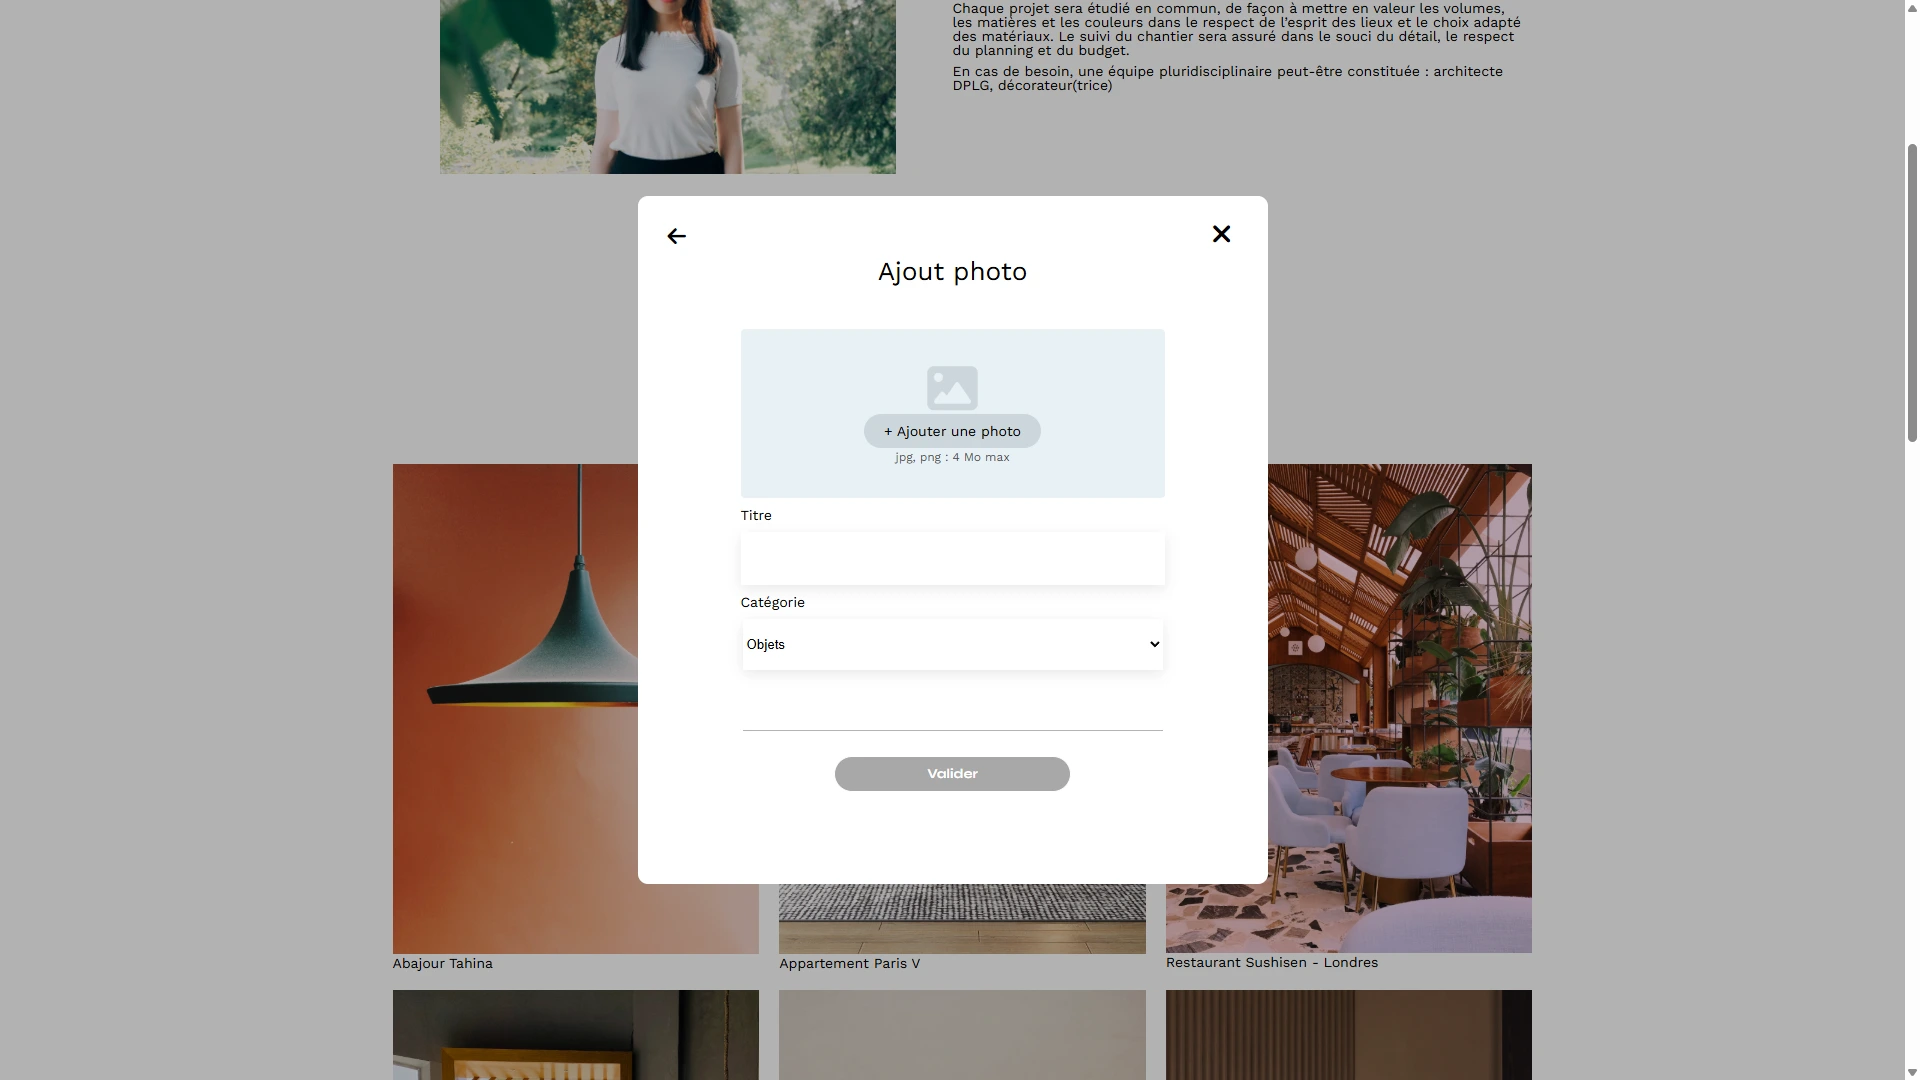 Chaque projet sera étudié en commun, de façon à mettre en valeur les volumes,
les matières et les couleurs dans le respect de l'esprit des lieux et le choix adapté
des matériaux. Le suivi du chantier sera assuré dans le souci du détail, le respect
du planning et du budget.
En cas de besoin, une équipe pluridisciplinaire peut-être constituée : architecte
DPLG, décorateur(trice)
Ajout photo
+ Ajouter une photo
jpg, png : 4 Mo max
Titre
Catégorie
Objets
Valider
Abajour Tahina
Appartement Paris V
Restaurant Sushisen - Londres